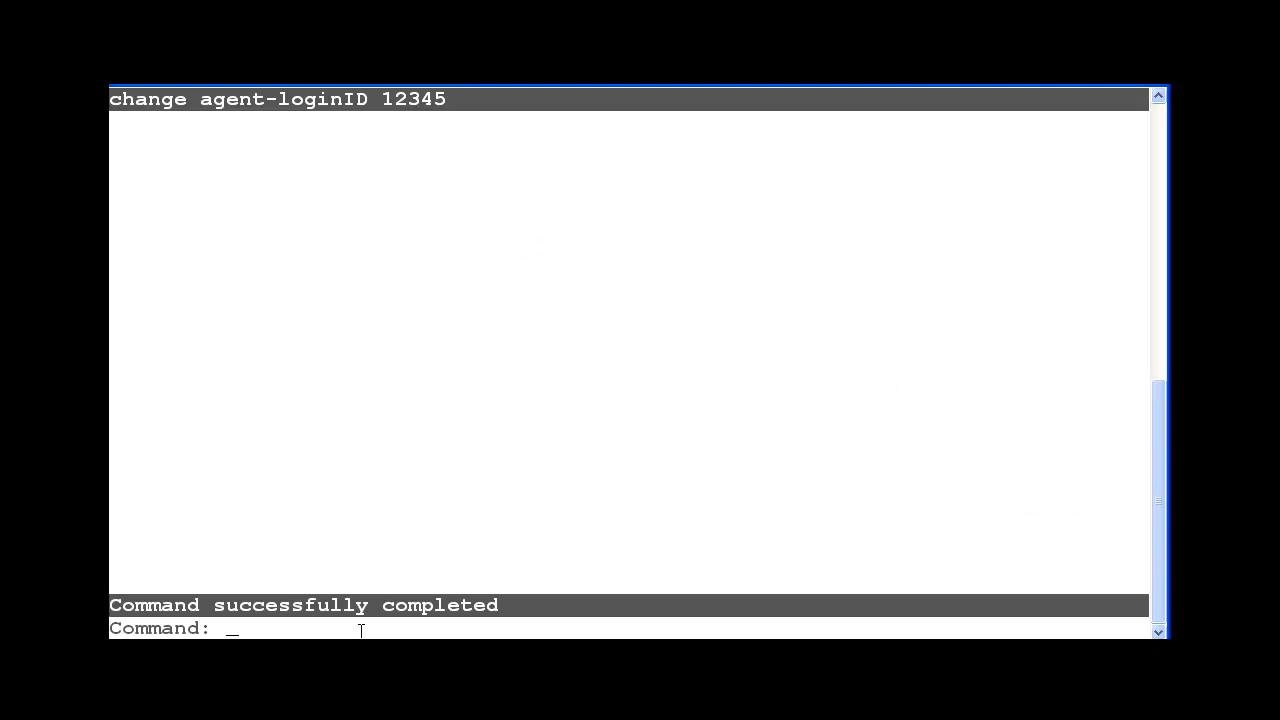 change agent-loginID 12345
Command successfully completed
Command: _